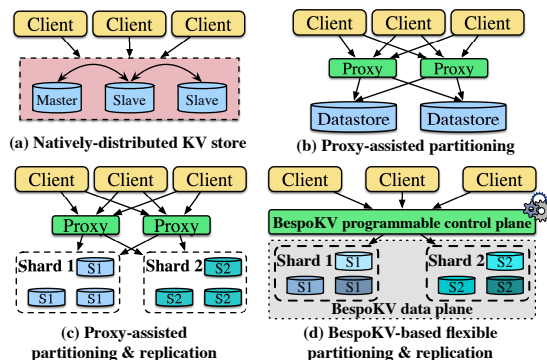 Client Client Client
Master Slave Slave
(a) Natively-distributed KV store
Client Client Client
Proxy Proxy
Datastore Datastore
(b) Proxy-assisted partitioning
Client Client Client
Proxy Proxy
Shard 1 S1 Shard 2 S2
S1 S1 S2 S2
(c) Proxy-assisted
partitioning & replication
Client Client Client
BespoKV programmable control plane
Shard 1 S1 Shard 2 S2
S1 S1 S2 S2
BespoKV data plane
(d) BespoKV-based flexible
partitioning & replication